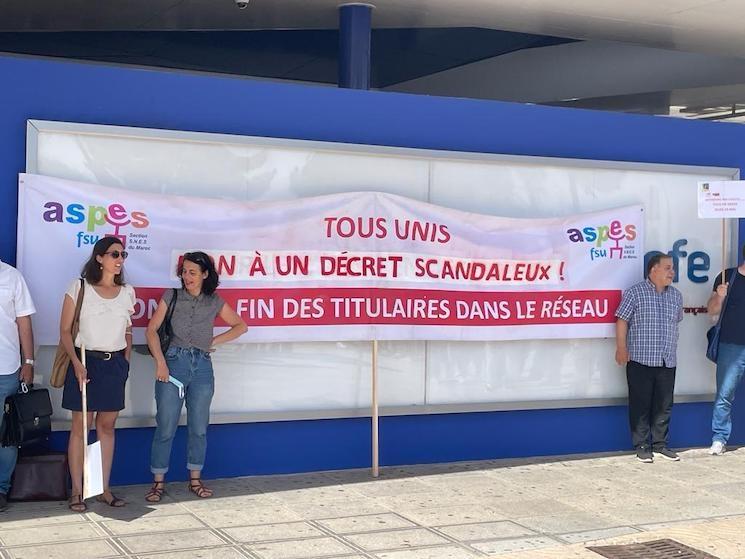 aspes
fsu
Section
S.N.E.S
du Maroc
TOUS UNIS
À UN DÉCRET SCANDALEUX !
FIN DES TITULAIRES DANS LE RÉSEAU
aspes
fsu
Section
S.N.E.S
du Maroc
efe
français